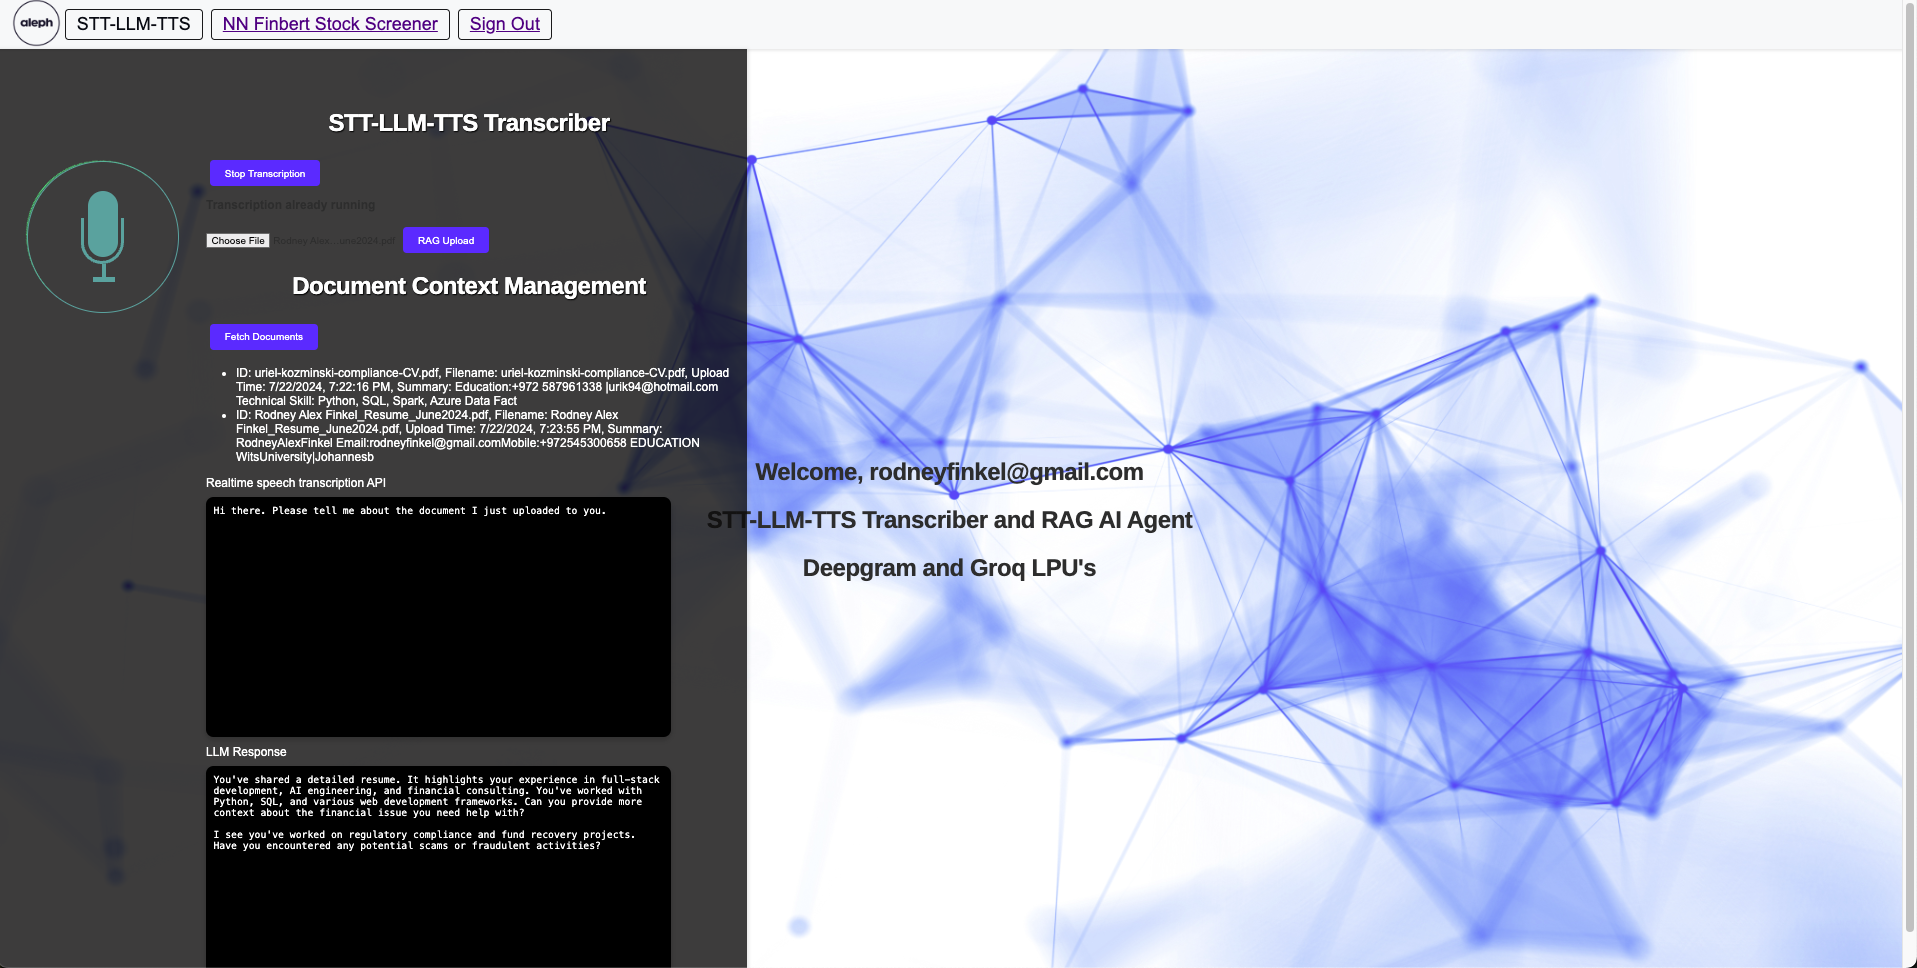 aleph
STT-LLM-TTS
NN Finbert Stock Screener
Sign Out
STT-LLM-TTS Transcriber
Stop Transcription
Transcription already running
Choose File Rodney Alex...une2024.pdf
RAG Upload
Document Context Management
Fetch Documents
• ID: uriel-kozminski-compliance-CV.pdf, Filename: uriel-kozminski-compliance-CV.pdf, Upload
Time: 7/22/2024, 7:22:16 PM, Summary: Education:+972 587961338 |urik94@hotmail.com
Technical Skill: Python, SQL, Spark, Azure Data Fact
• ID: Rodney Alex Finkel_Resume_June2024.pdf, Filename: Rodney Alex
Finkel_Resume_June2024.pdf, Upload Time: 7/22/2024, 7:23:55 PM, Summary:
RodneyAlexFinkel Email:rodneyfinkel@gmail.comMobile:+972545300658 EDUCATION
WitsUniversity|Johannesb
Realtime speech transcription API
Hi there. Please tell me about the document I just uploaded to you.
LLM Response
You've shared a detailed resume. It highlights your experience in full-stack
development, AI engineering, and financial consulting. You've worked with
Python, SQL, and various web development frameworks. Can you provide more
context about the financial issue you need help with?
I see you've worked on regulatory compliance and fund recovery projects.
Have you encountered any potential scams or fraudulent activities?
Welcome, rodneyfinkel@gmail.com
STT-LLM-TTS Transcriber and RAG AI Agent
Deepgram and Groq LPU's